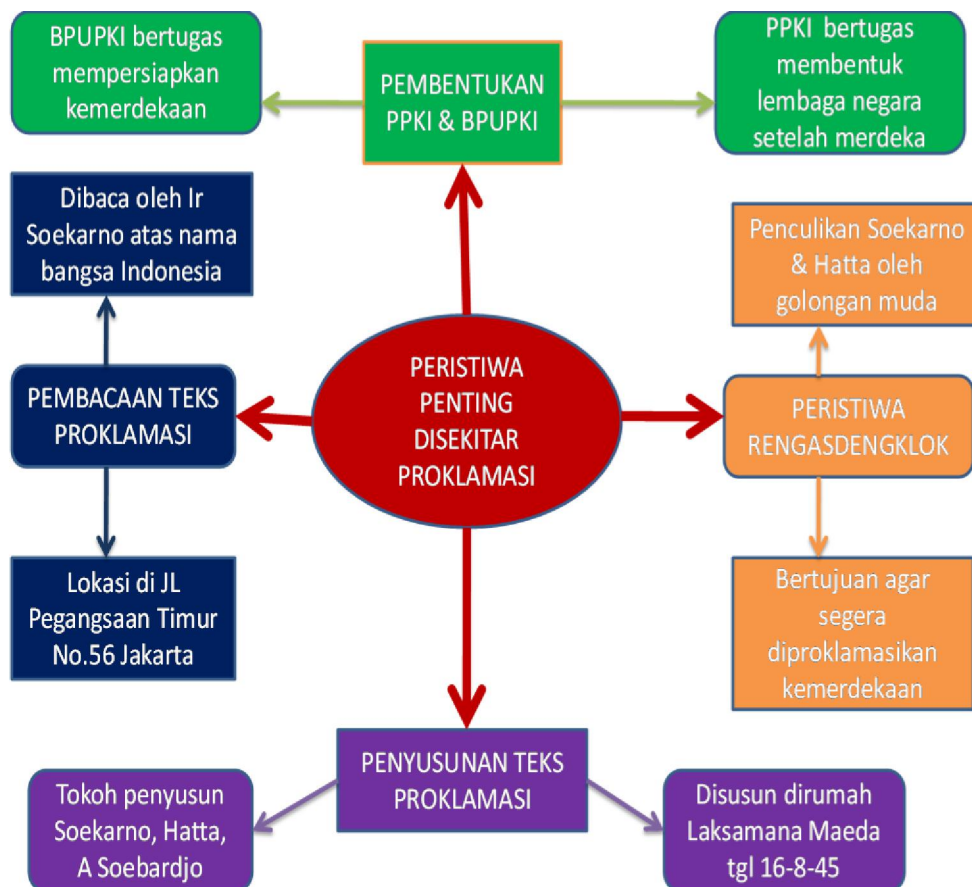 BPUPKI bertugas
mempersiapkan
kemerdekaan
PEMBENTUKAN
PPKI & BPUPKI
PPKI bertugas
membentuk
lembaga negara
setelah merdeka
Dibaca oleh Ir
Soekarno atas nama
bangsa Indonesia
Penculikan Soekarno
& Hatta oleh
golongan muda
PEMBACAAN TEKS
PROKLAMASI
PERISTIWA
PENTING
DISEKITAR
PROKLAMASI
PERISTIWA
RENGASDENGKLOK
Lokasi di JL
Pegangsaan Timur
No.56 Jakarta
Bertujuan agar
segera
diproklamasikan
kemerdekaan
PENYUSUNAN TEKS
PROKLAMASI
Tokoh penyusun
Soekarno, Hatta,
A Soebardjo
Disusun dirumah
Laksamana Maeda
tgl 16-8-45